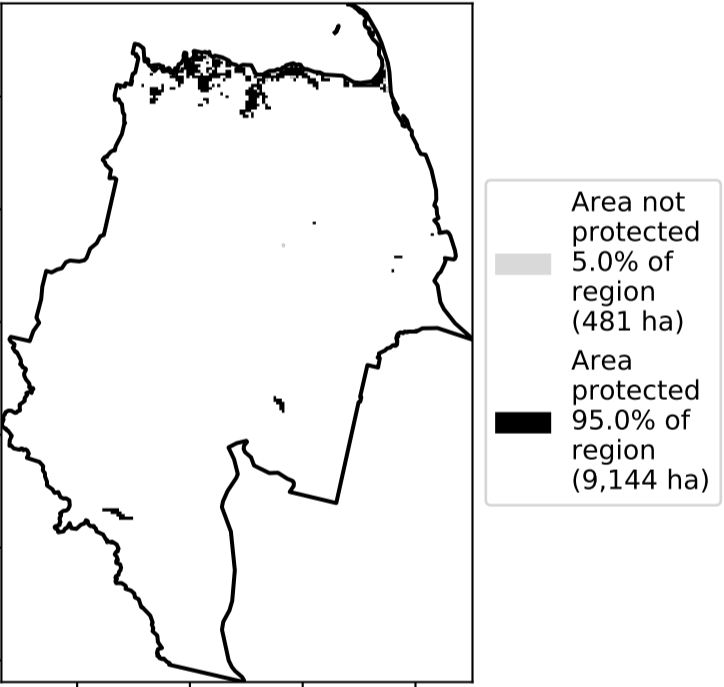 Area not
protected
5.0% of
region
(481 ha)
Area
protected
95.0% of
region
(9,144 ha)